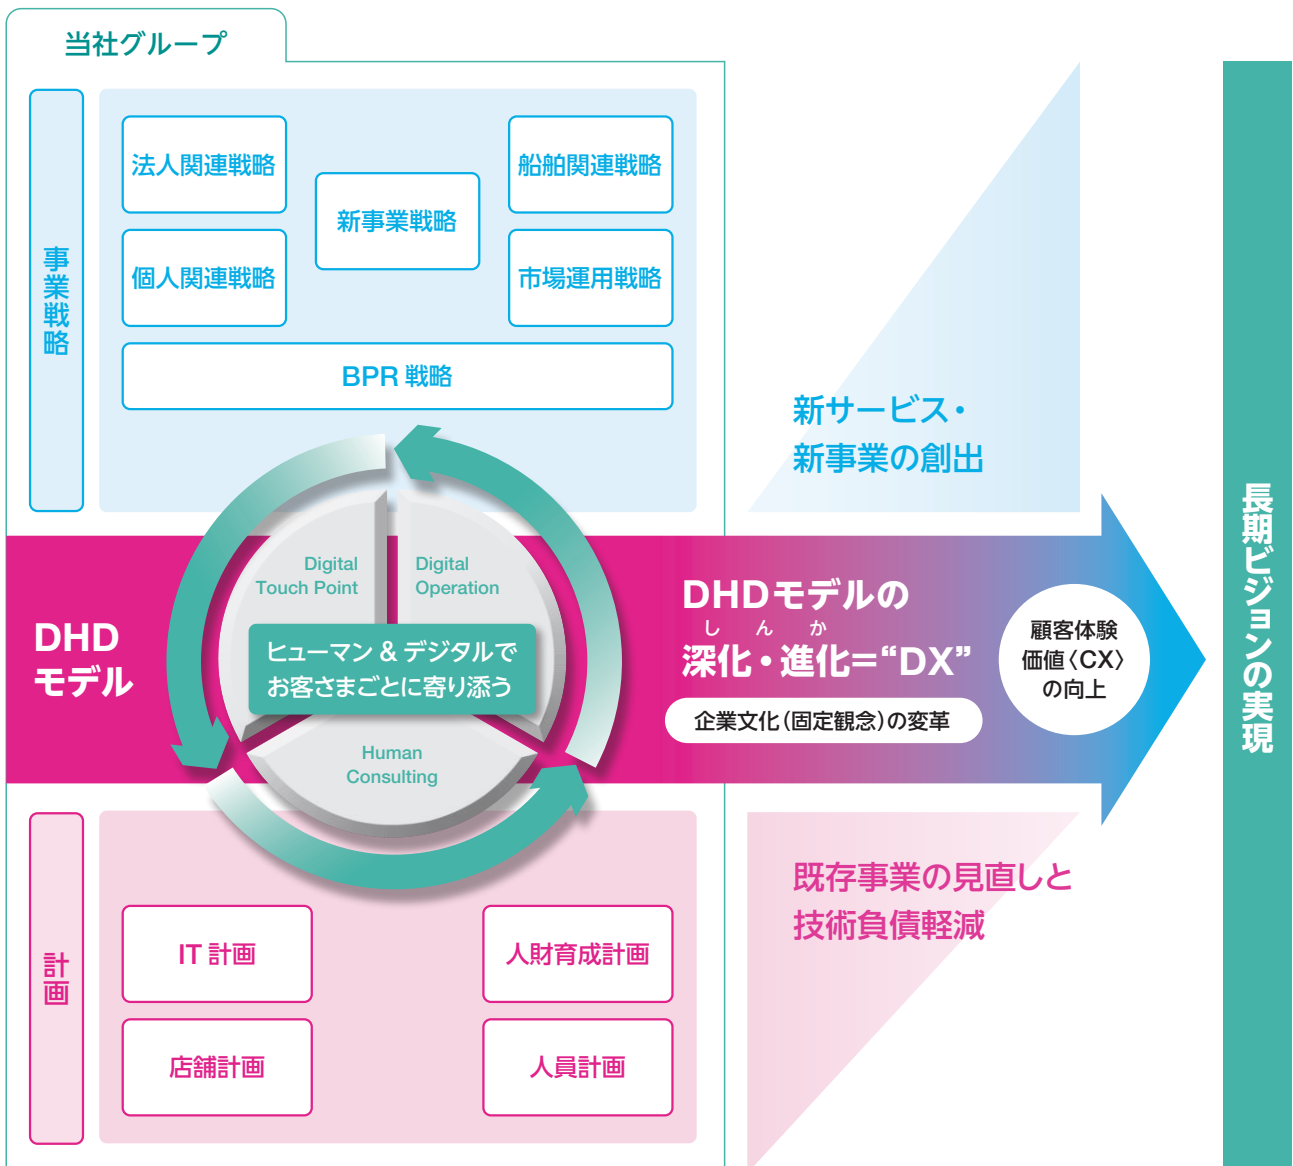 当社グループ
事業戦略
法人関連戦略
船舶関連戦略
新事業戦略
個人関連戦略
市場運用戦略
BPR 戦略
新サービス・
新事業の創出
DHD
モデル
Digital
Touch Point
Digital
Operation
ヒューマン & デジタルで
お客さまごとに寄り添う
Human
Consulting
DHDモデルの
しんか
深化・進化＝“DX”
企業文化（固定観念）の変革
顧客体験
価値〈CX〉
の向上
長期ビジョンの実現
計画
IT 計画
人財育成計画
店舗計画
人員計画
既存事業の見直しと
技術負債軽減